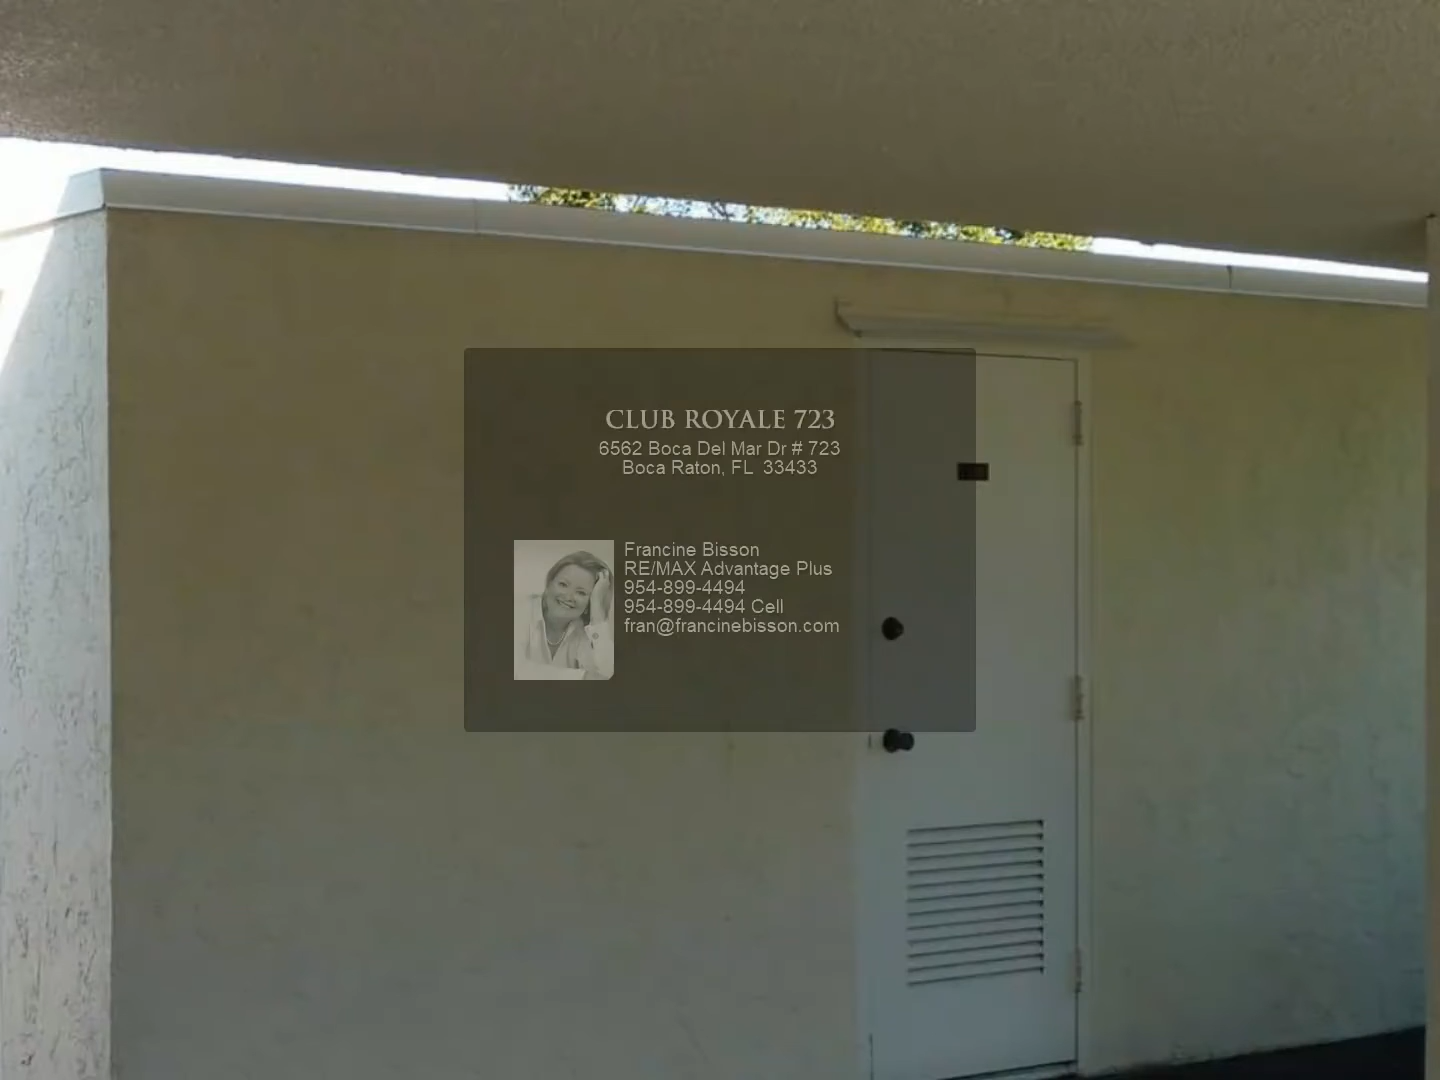 CLUB ROYALE 723
6562 Boca Del Mar Dr # 723
Boca Raton, FL 33433
Francine Bisson
RE/MAX Advantage Plus
954-899-4494
954-899-4494 Cell
fran@francinebisson.com